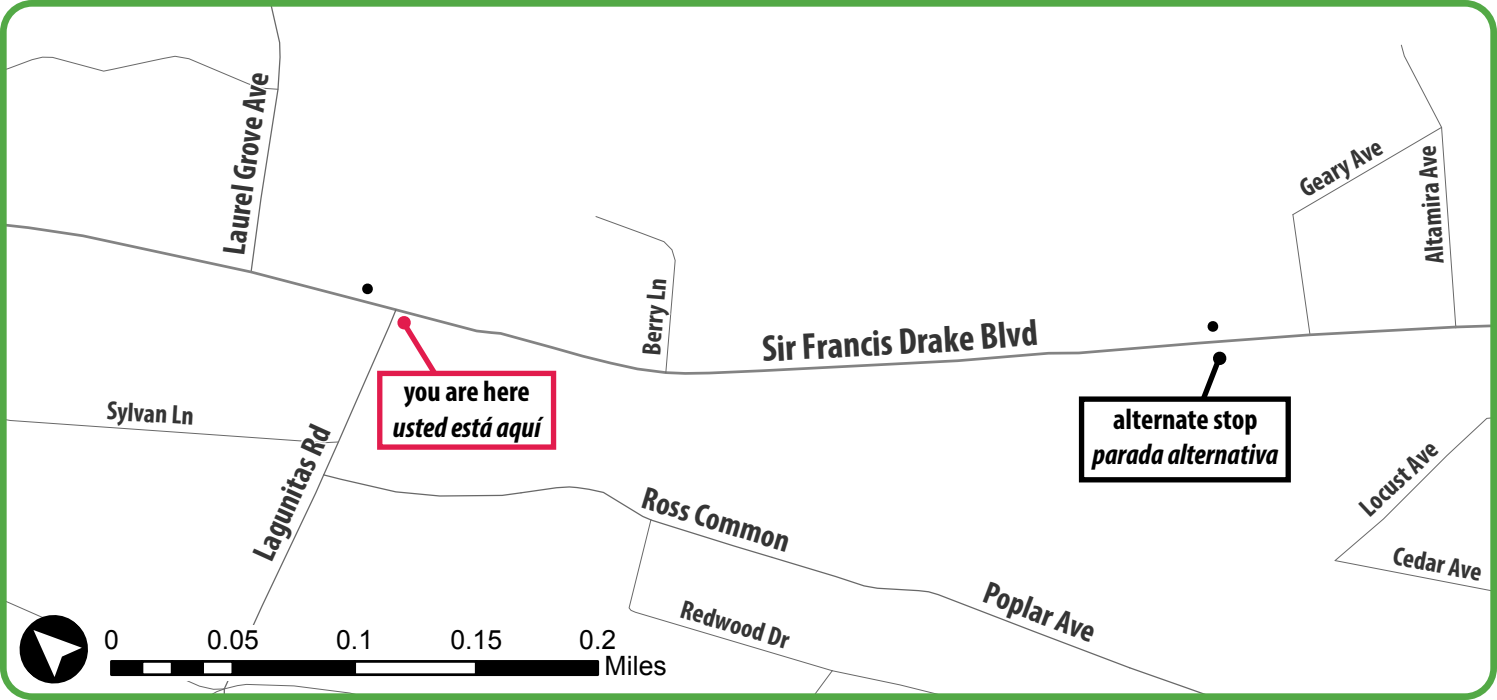 Laurel Grove Ave
Geary Ave
Altamira Ave
Berry Ln
Sir Francis Drake Blvd
you are here
usted está aquí
alternate stop
parada alternativa
Sylvan Ln
Lagunitas Rd
Ross Common
Locust Ave
Cedar Ave
Poplar Ave
Redwood Dr
0 0.05 0.1 0.15 0.2
Miles